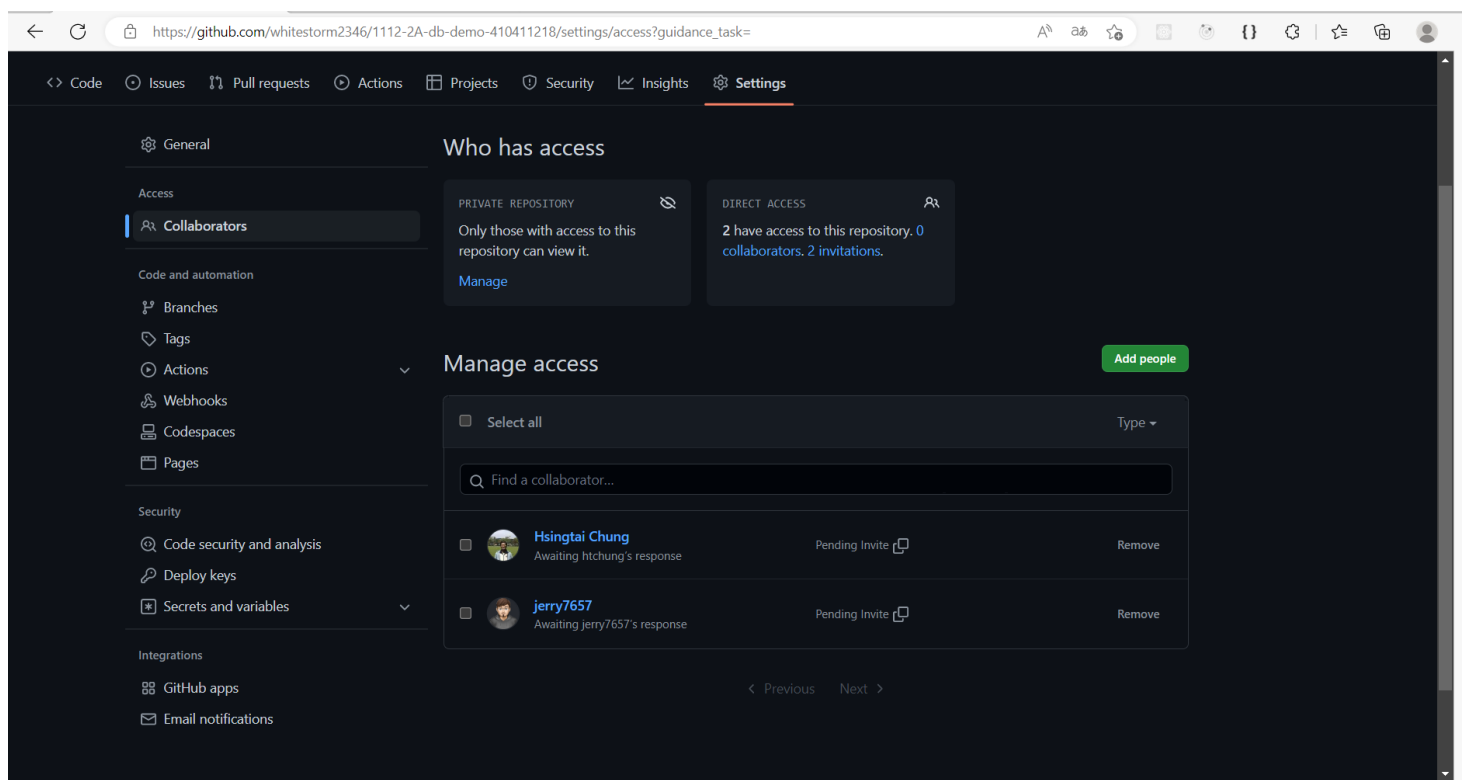 https://github.com/whitestorm2346/1112-2A-db-demo-410411218/settings/access?guidance_task=
Code Issues Pull requests Actions Projects Security Insights Settings
General
Access
Collaborators
Code and automation
Branches
Tags
Actions
Webhooks
Codespaces
Pages
Security
Code security and analysis
Deploy keys
Secrets and variables
Integrations
GitHub apps
Email notifications
Who has access
PRIVATE REPOSITORY
Only those with access to this
repository can view it.
Manage
DIRECT ACCESS
2 have access to this repository. 0
collaborators. 2 invitations.
Manage access
Add people
Select all
Type
Find a collaborator...
Hsingtai Chung
Awaiting htchung's response
Pending Invite
Remove
jerry7657
Awaiting jerry7657's response
Pending Invite
Remove
Previous Next